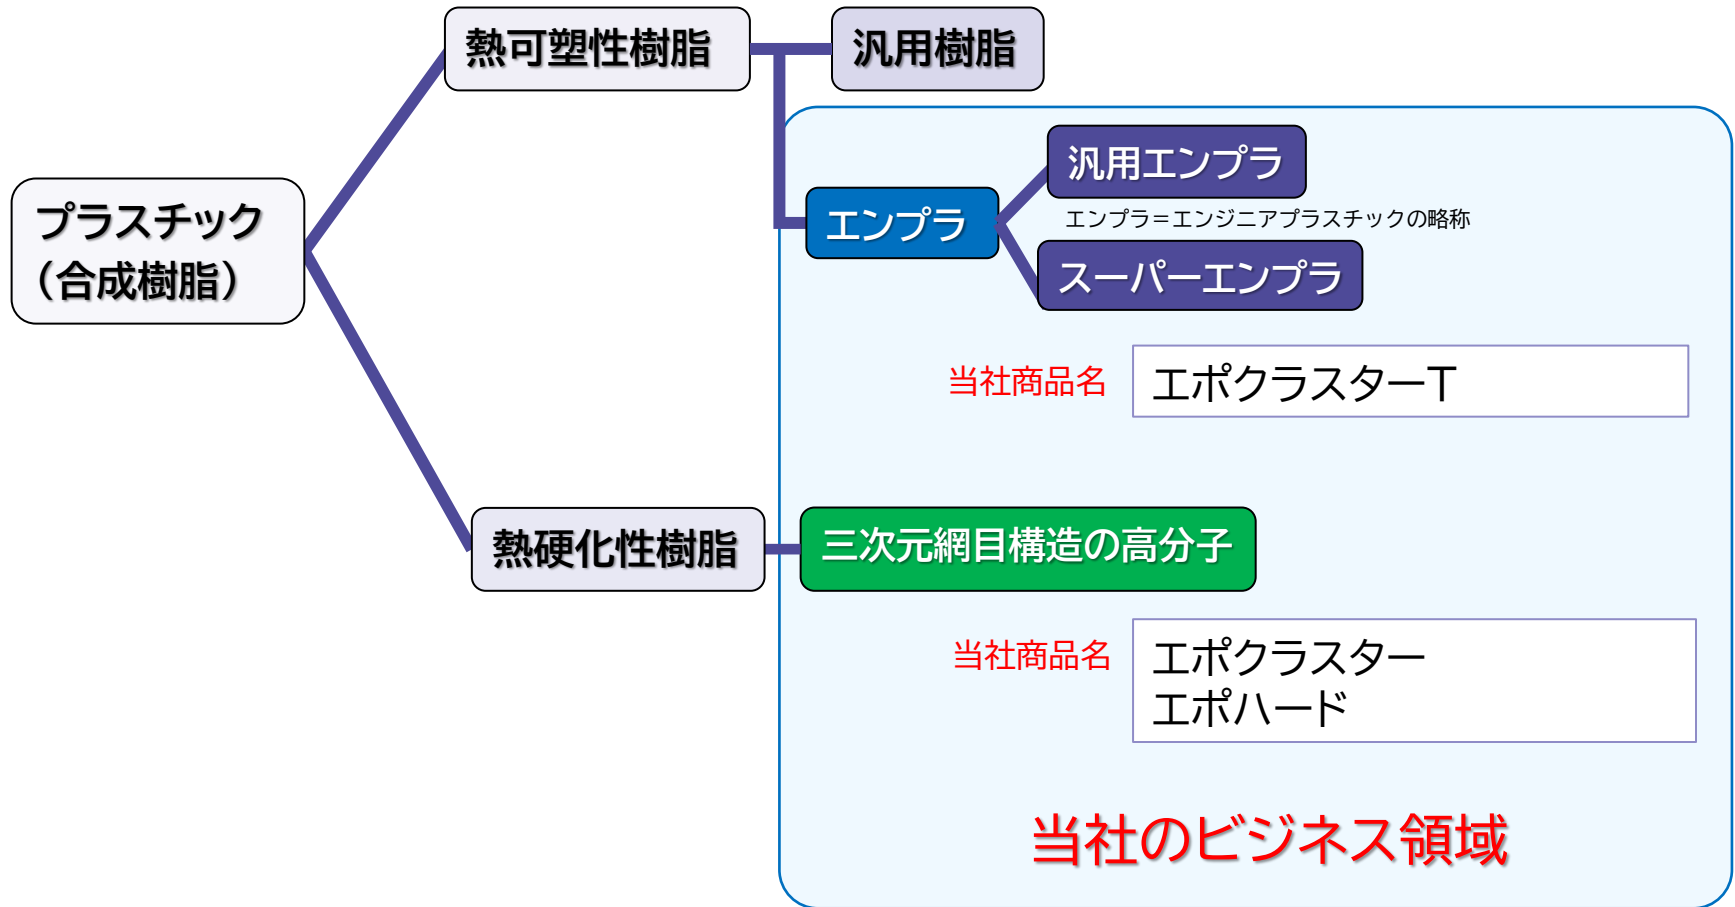 熱可塑性樹脂
汎用樹脂
プラスチック
（合成樹脂）
エンプラ
汎用エンプラ
エンプラ＝エンジニアプラスチックの略称
スーパーエンプラ
当社商品名
エポクラスターT
熱硬化性樹脂
三次元網目構造の高分子
当社商品名
エポクラスター
エポハード
当社のビジネス領域